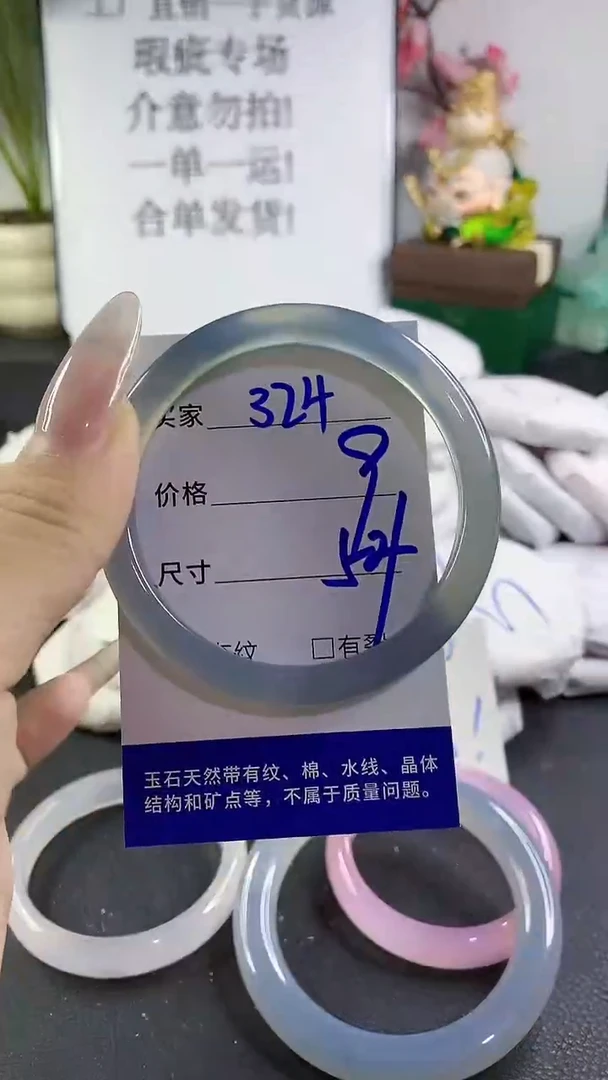 工厂直销一手货源
瑕疵专场
介意勿拍!
一单一运!
合单发货!
买家 324
价格
尺寸 54
有纹 □有裂
玉石天然带有纹、棉、水线、晶体
结构和矿点等，不属于质量问题。